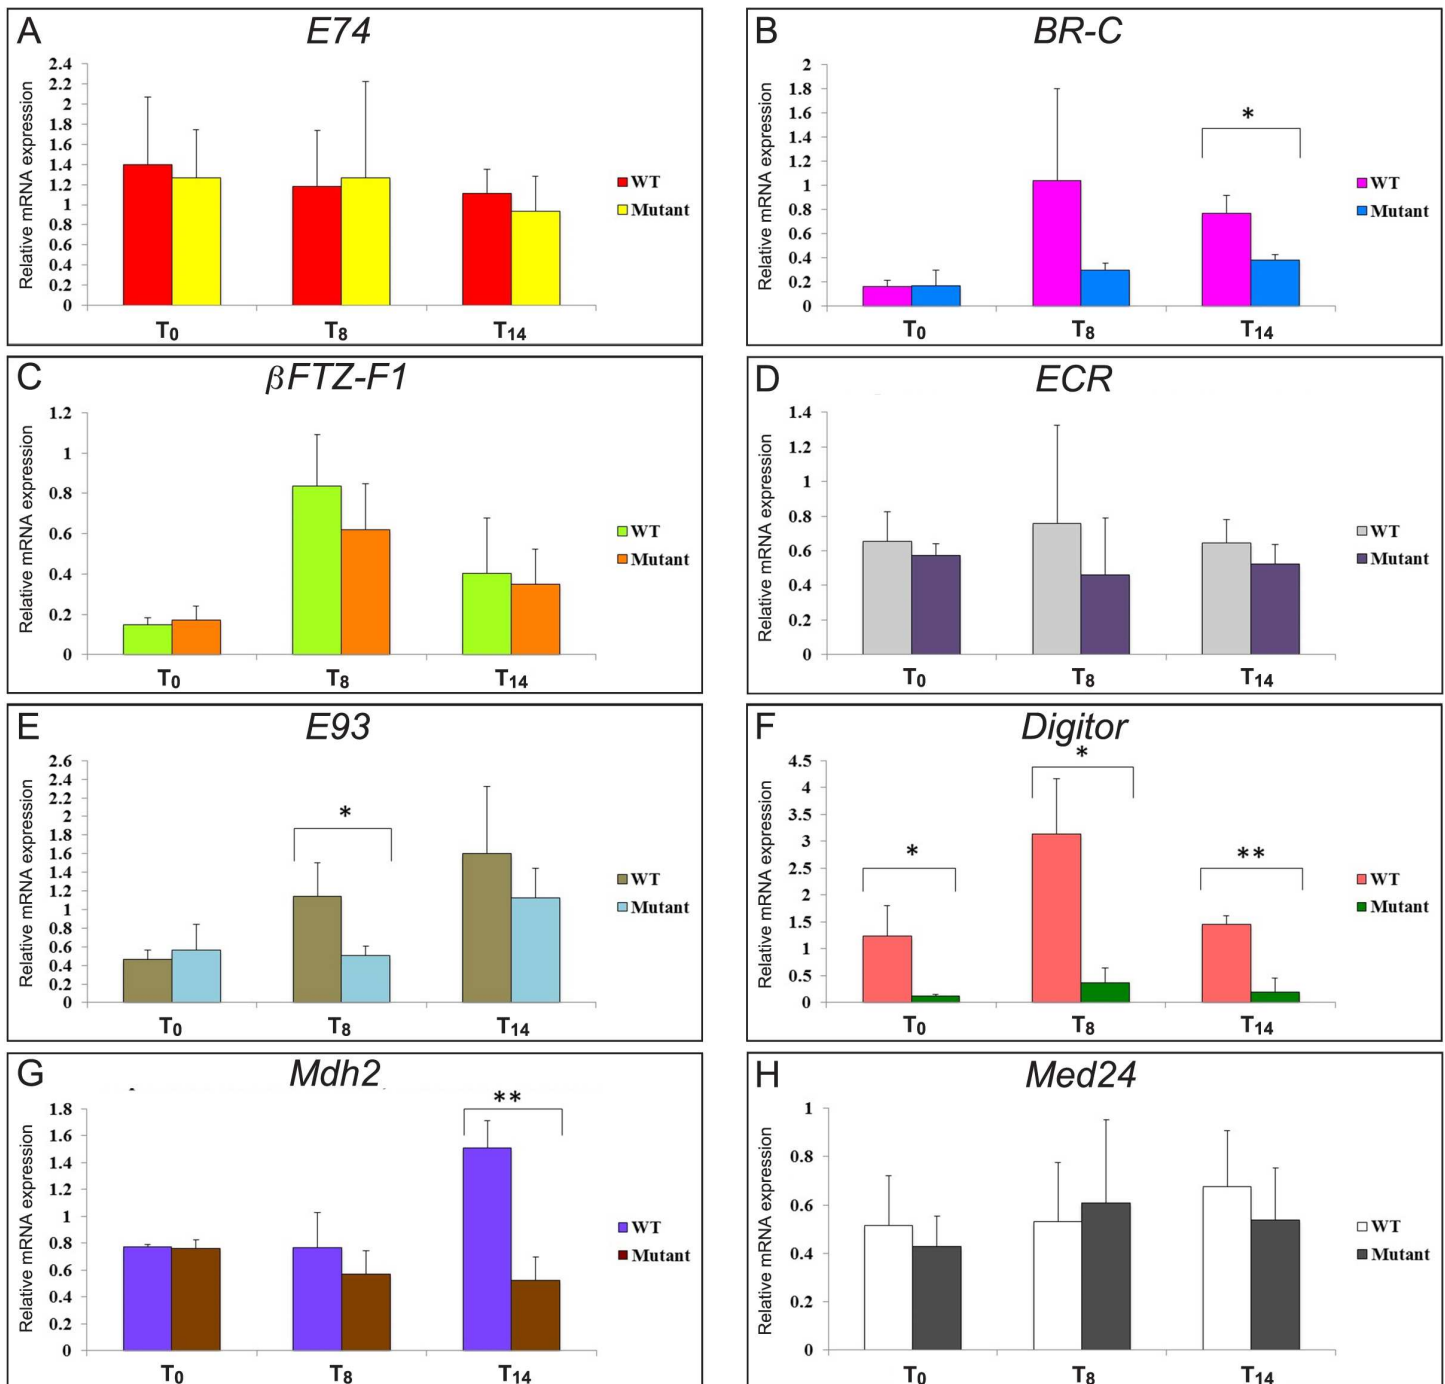 A
E74
Relative mRNA expression
2.4
2.2
2
1.8
1.6
1.4
1.2
1
0.8
0.6
0.4
0.2
0
T0 T8 T14
WT
Mutant
B
BR-C
Relative mRNA expression
2
1.8
1.6
1.4
1.2
1
0.8
0.6
0.4
0.2
0
*
T0 T8 T14
WT
Mutant
C
βFTZ-F1
Relative mRNA expression
1.2
1
0.8
0.6
0.4
0.2
0
T0 T8 T14
WT
Mutant
D
ECR
Relative mRNA expression
1.4
1.2
1
0.8
0.6
0.4
0.2
0
T0 T8 T14
WT
Mutant
E
E93
Relative mRNA expression
2.6
2.4
2.2
2
1.8
1.6
1.4
1.2
1
0.8
0.6
0.4
0.2
0
*
T0 T8 T14
WT
Mutant
F
Digitor
Relative mRNA expression
4.5
4
3.5
3
2.5
2
1.5
1
0.5
0
* * **
T0 T8 T14
WT
Mutant
G
Mdh2
Relative mRNA expression
1.8
1.6
1.4
1.2
1
0.8
0.6
0.4
0.2
0
**
T0 T8 T14
WT
Mutant
H
Med24
Relative mRNA expression
1
0.8
0.6
0.4
0.2
0
T0 T8 T14
WT
Mutant